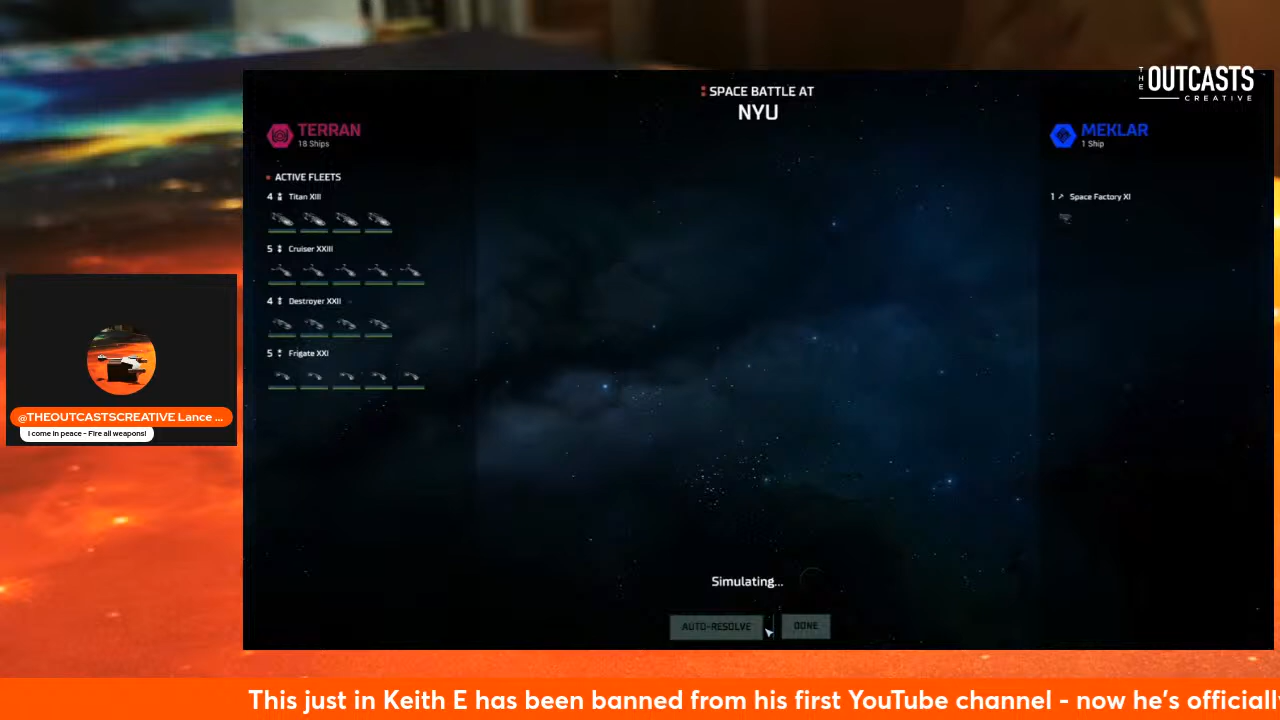 THE OUTCASTS
CREATIVE
SPACE BATTLE AT
NYU
TERRAN
18 Ships
MEKLAR
1 Ship
ACTIVE FLEETS
4 Titan XIII
5 Cruiser XXIII
4 Destroyer XXII
5 Frigate XXI
1 Space Factory XI
@THEOUTCASTSCREATIVE Lance ...
I come in peace - Fire all weapons!
Simulating...
AUTO-RESOLVE
DONE
This just in Keith E has been banned from his first YouTube channel - now he's officially